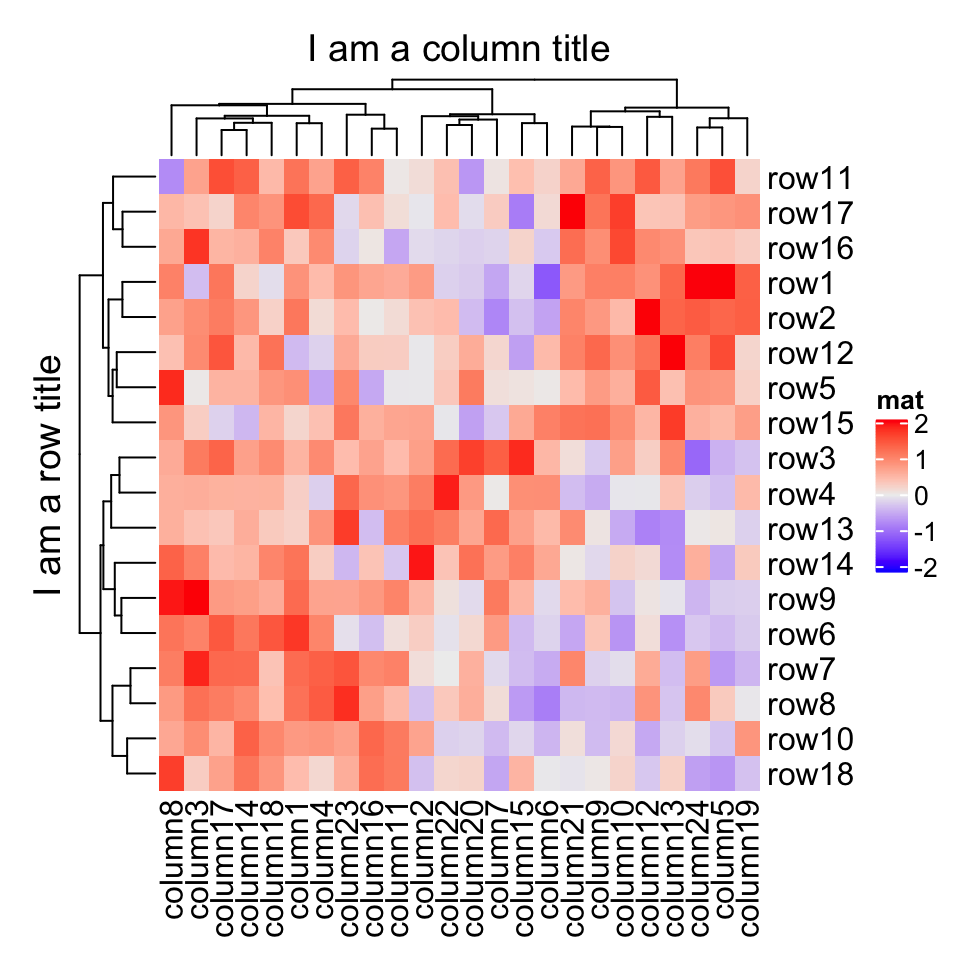 I am a column title
I am a row title
row11
row17
row16
row1
row2
row12
row5
row15
row3
row4
row13
row14
row9
row6
row7
row8
row10
row18
mat
2
1
0
-1
-2
column8
column3
column17
column14
column18
column1
column4
column23
column16
column11
column2
column22
column20
column7
column15
column6
column21
column9
column10
column12
column13
column24
column5
column19